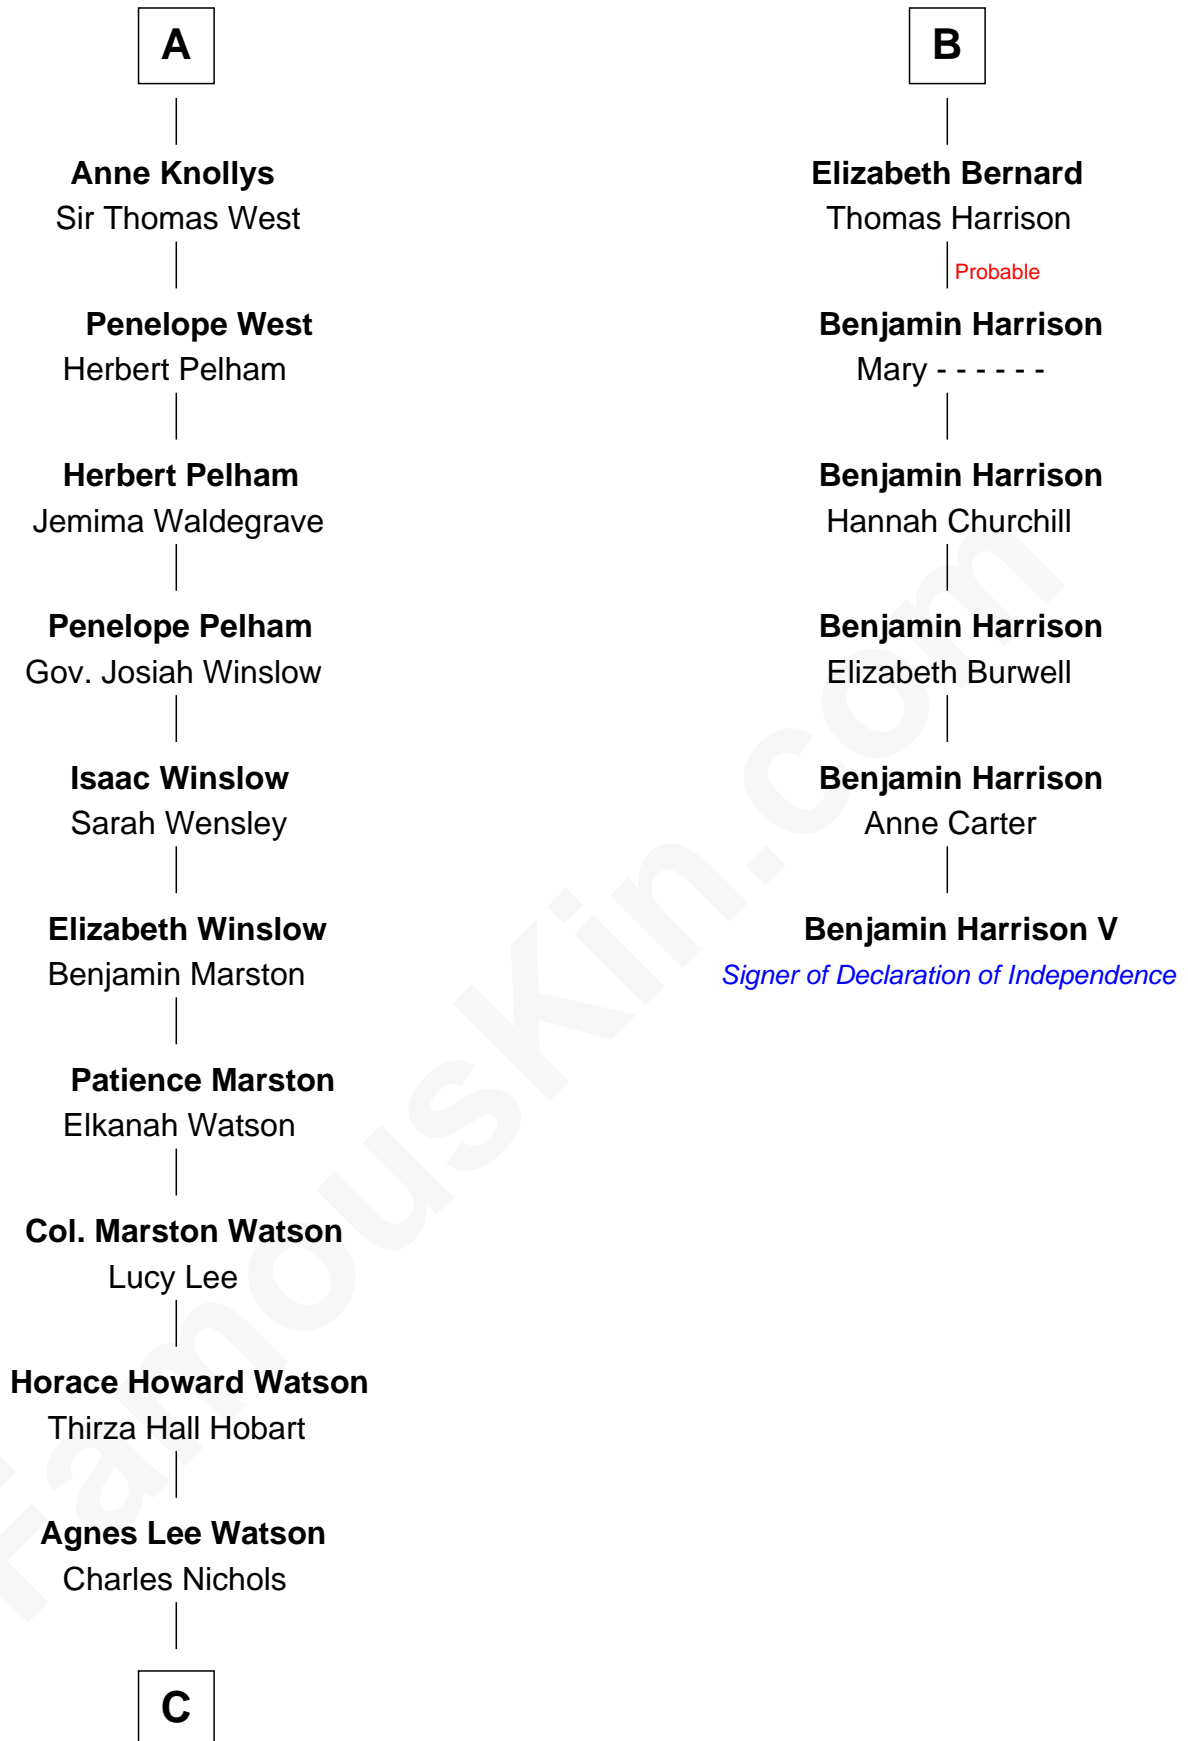 A
Anne Knollys
Sir Thomas West
Penelope West
Herbert Pelham
Herbert Pelham
Jemima Waldegrave
Penelope Pelham
Gov. Josiah Winslow
Isaac Winslow
Sarah Wensley
Elizabeth Winslow
Benjamin Marston
Patience Marston
Elkanah Watson
Col. Marston Watson
Lucy Lee
Horace Howard Watson
Thirza Hall Hobart
Agnes Lee Watson
Charles Nichols
C
B
Elizabeth Bernard
Thomas Harrison
Probable
Benjamin Harrison
Mary - - - - - -
Benjamin Harrison
Hannah Churchill
Benjamin Harrison
Elizabeth Burwell
Benjamin Harrison
Anne Carter
Benjamin Harrison V
Signer of Declaration of Independence
FamousKin.com